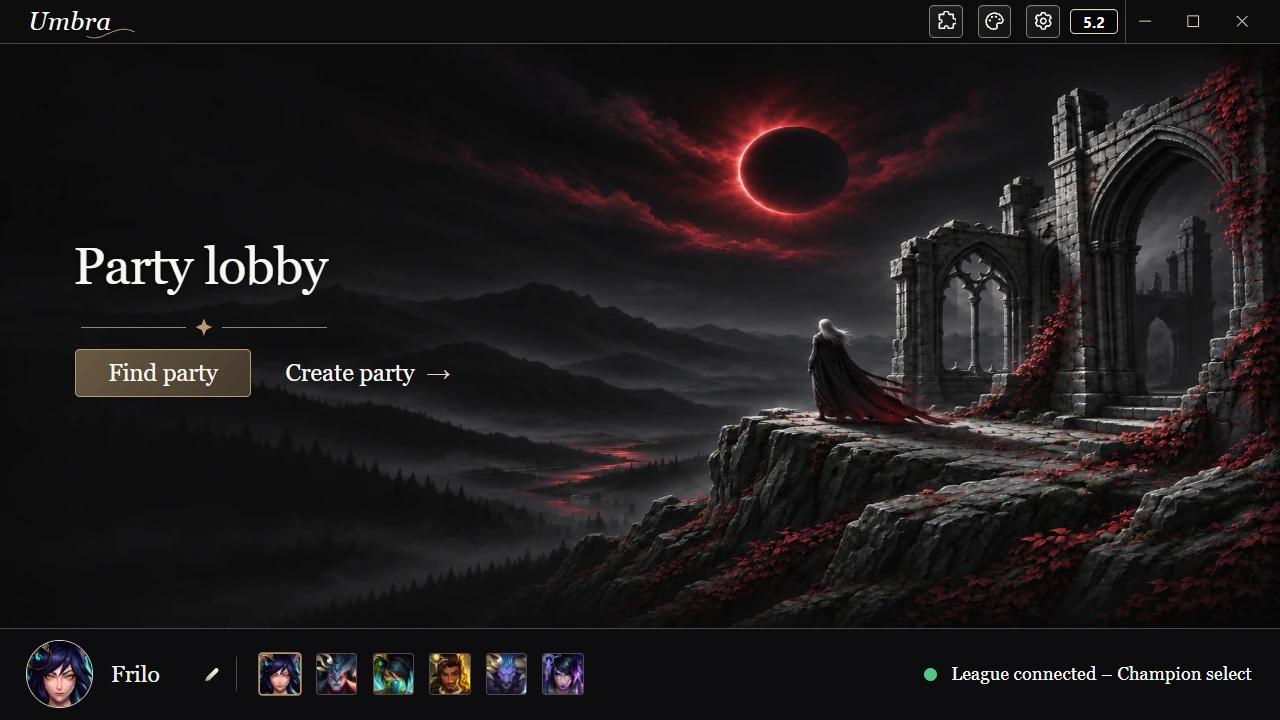 Umbra
5.2
Party lobby
Find party
Create party →
Frilo
League connected – Champion select